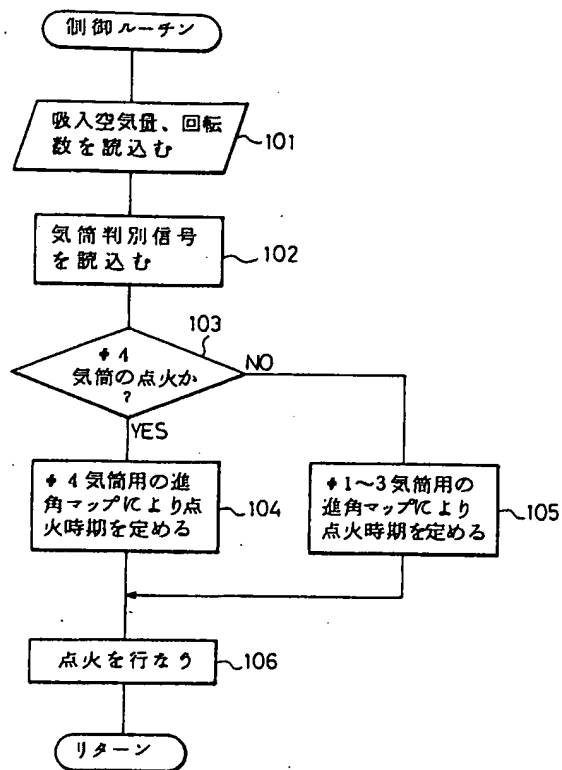 制御ルーチン
吸入空気量、回転
数を読込む
101
気筒判別信号
を読込む
102
103
#4
気筒の点火か
?
NO
YES
#4気筒用の進
角マップにより点
火時期を定める
104
#1~3気筒用の
進角マップにより
点火時期を定める
105
点火を行なう
106
リターン